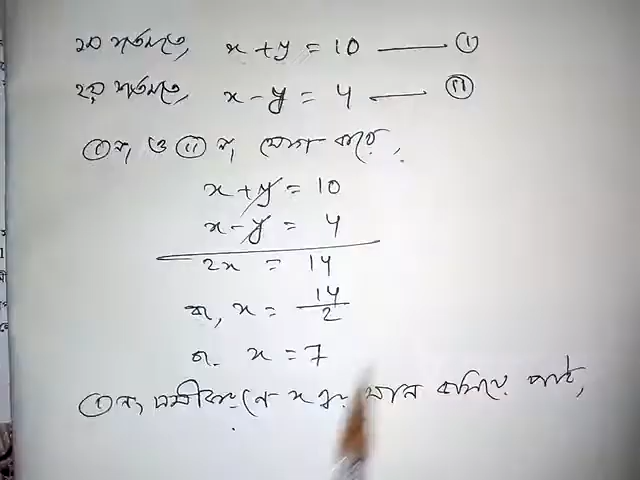 ১ম শর্তমতে, x + y = 10 —— (i)
২য় শর্তমতে, x - y = 4 —— (ii)
(i) নং ও (ii) নং যোগ করে,
x + y = 10
x - y = 4
2x = 14
বা, x = 14/2
বা, x = 7
(i) নং সমীকরণে x এর মান বসিয়ে পাই,